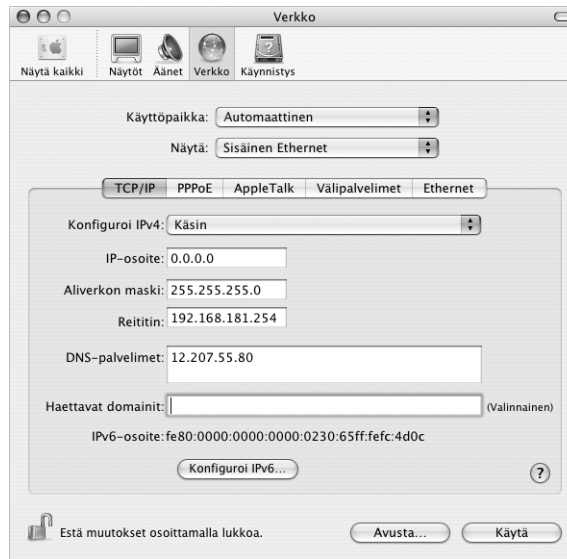 Verkko
Näytä kaikki Näytöt Äänet Verkko Käynnistys
Käyttöpaikka: Automaattinen
Näytä: Sisäinen Ethernet
TCP/IP PPPoE AppleTalk Välipalvelimet Ethernet
Konfiguroi IPv4: Käsin
IP-osoite: 0.0.0.0
Aliverkon maski: 255.255.255.0
Reititin: 192.168.181.254
DNS-palvelimet: 12.207.55.80
Haettavat domainit: (Valinnainen)
IPv6-osoite: fe80:0000:0000:0000:0230:65ff:fefc:4d0c
Konfiguroi IPv6... ?
Estä muutokset osoittamalla lukkoa. Avusta... Käytä